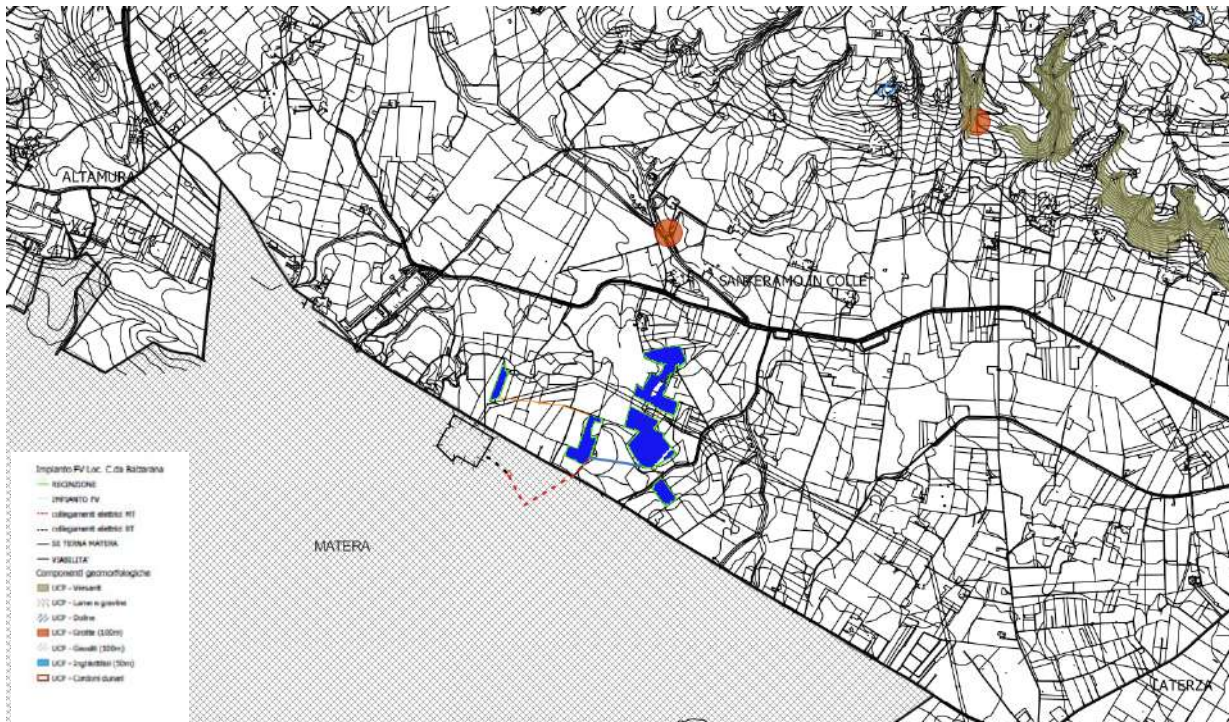 ALTAMURA
SANTERAMO IN COLLE
MATERA
LATERZA
Impianto FV Loc. C.da
RECINZIONE
IMPIANTO FV
collegamenti elettrici MT
collegamenti elettrici BT
SE TERNA MATERA
VIABILITA'
Componenti geomorfologiche
UCP - Versanti
UCP - Lame e gravine
UCP - Doline
UCP - Grotte (100m)
UCP - Geositi (100m)
UCP - Inghiottitoi (50m)
UCP - Cordoni dunari